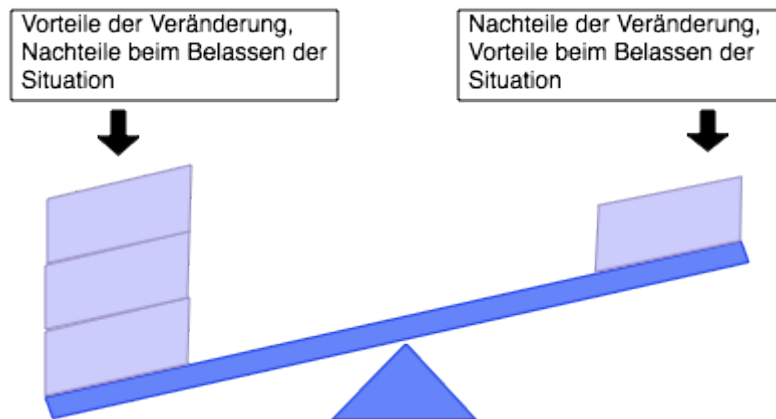 Vorteile der Veränderung,
Nachteile beim Belassen der
Situation
Nachteile der Veränderung,
Vorteile beim Belassen der
Situation